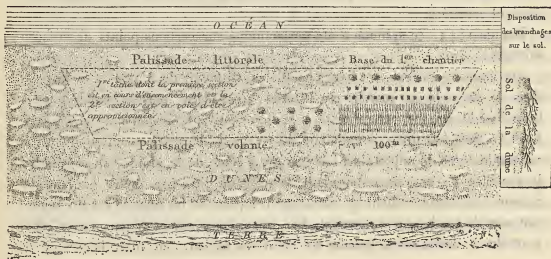 OCÉAN
Palissade littorale
Base du 1er chantier
1re tâche dont la première section
est en cours d'ensemencement et la
2e section est en voie d'être
approvisionnée.
Palissade volante
100m
DUNES
TERRE
Disposition
des branchages
sur le sol.
Sol de la dune